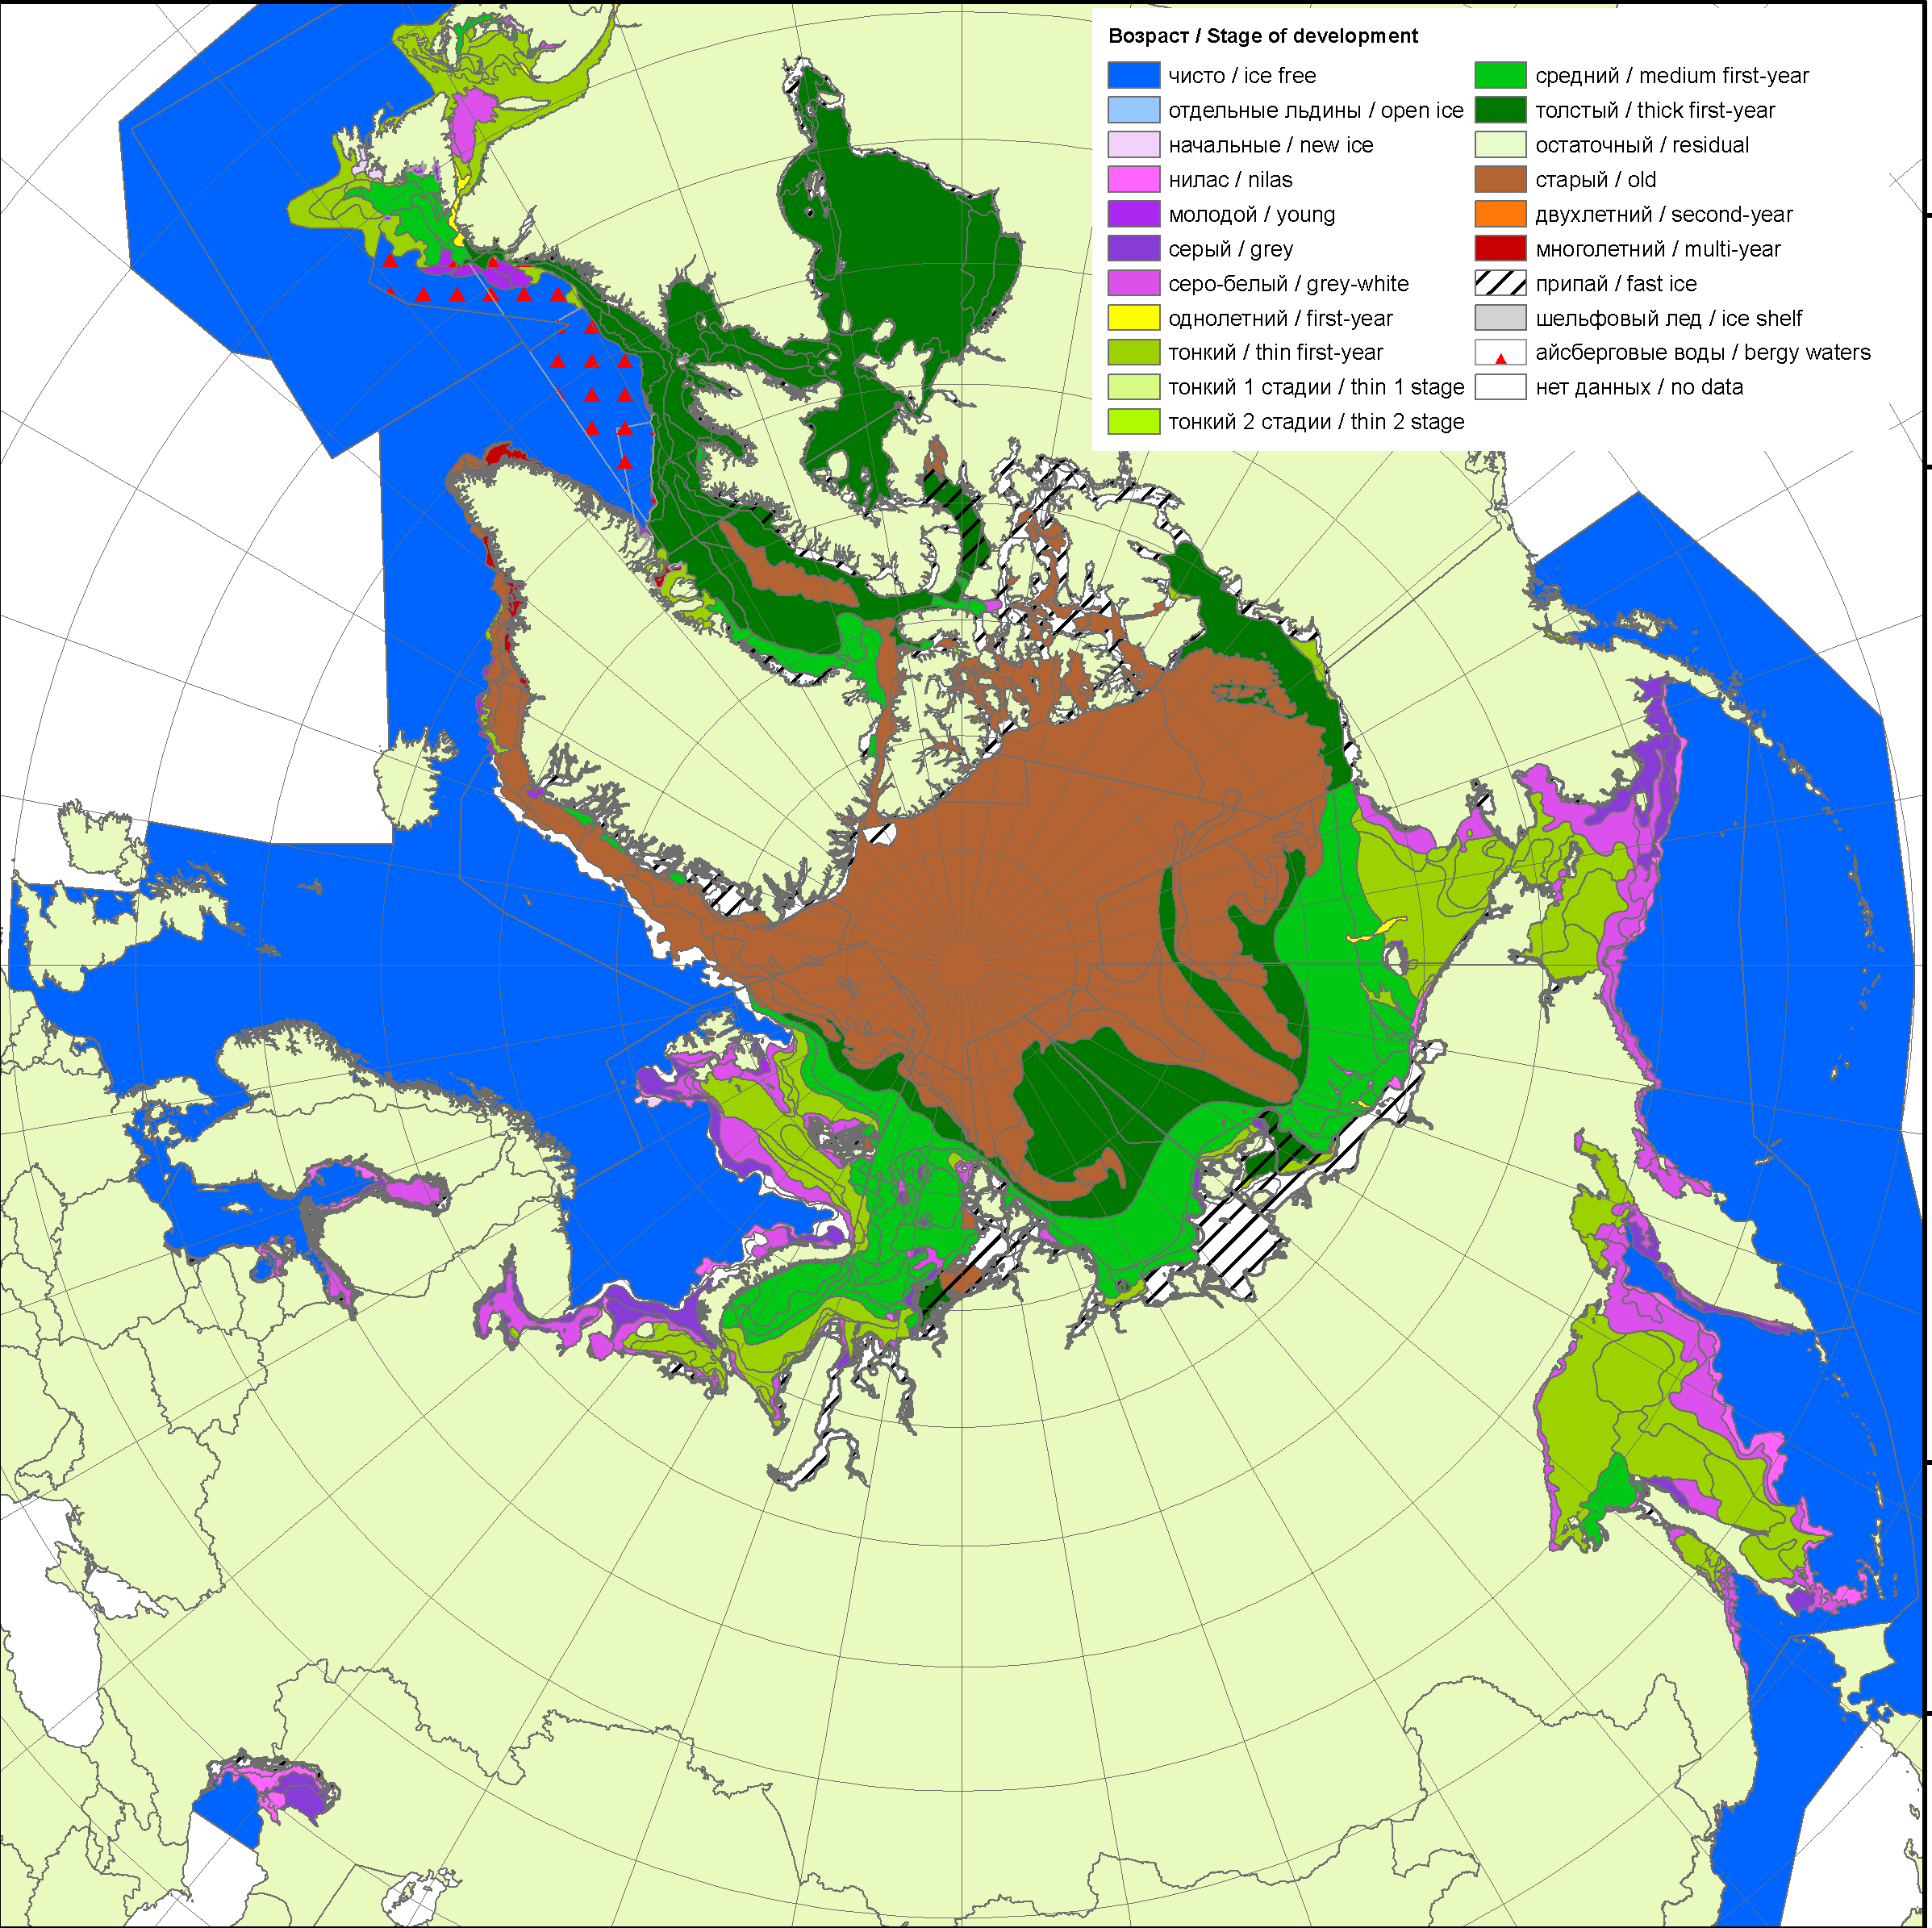 Возраст / Stage of development
чисто / ice free
отдельные льдины / open ice
начальные / new ice
нилас / nilas
молодой / young
серый / grey
серо-белый / grey-white
однолетний / first-year
тонкий / thin first-year
тонкий 1 стадии / thin 1 stage
тонкий 2 стадии / thin 2 stage
средний / medium first-year
толстый / thick first-year
остаточный / residual
старый / old
двухлетний / second-year
многолетний / multi-year
припай / fast ice
шельфовый лед / ice shelf
айсберговые воды / bergy waters
нет данных / no data